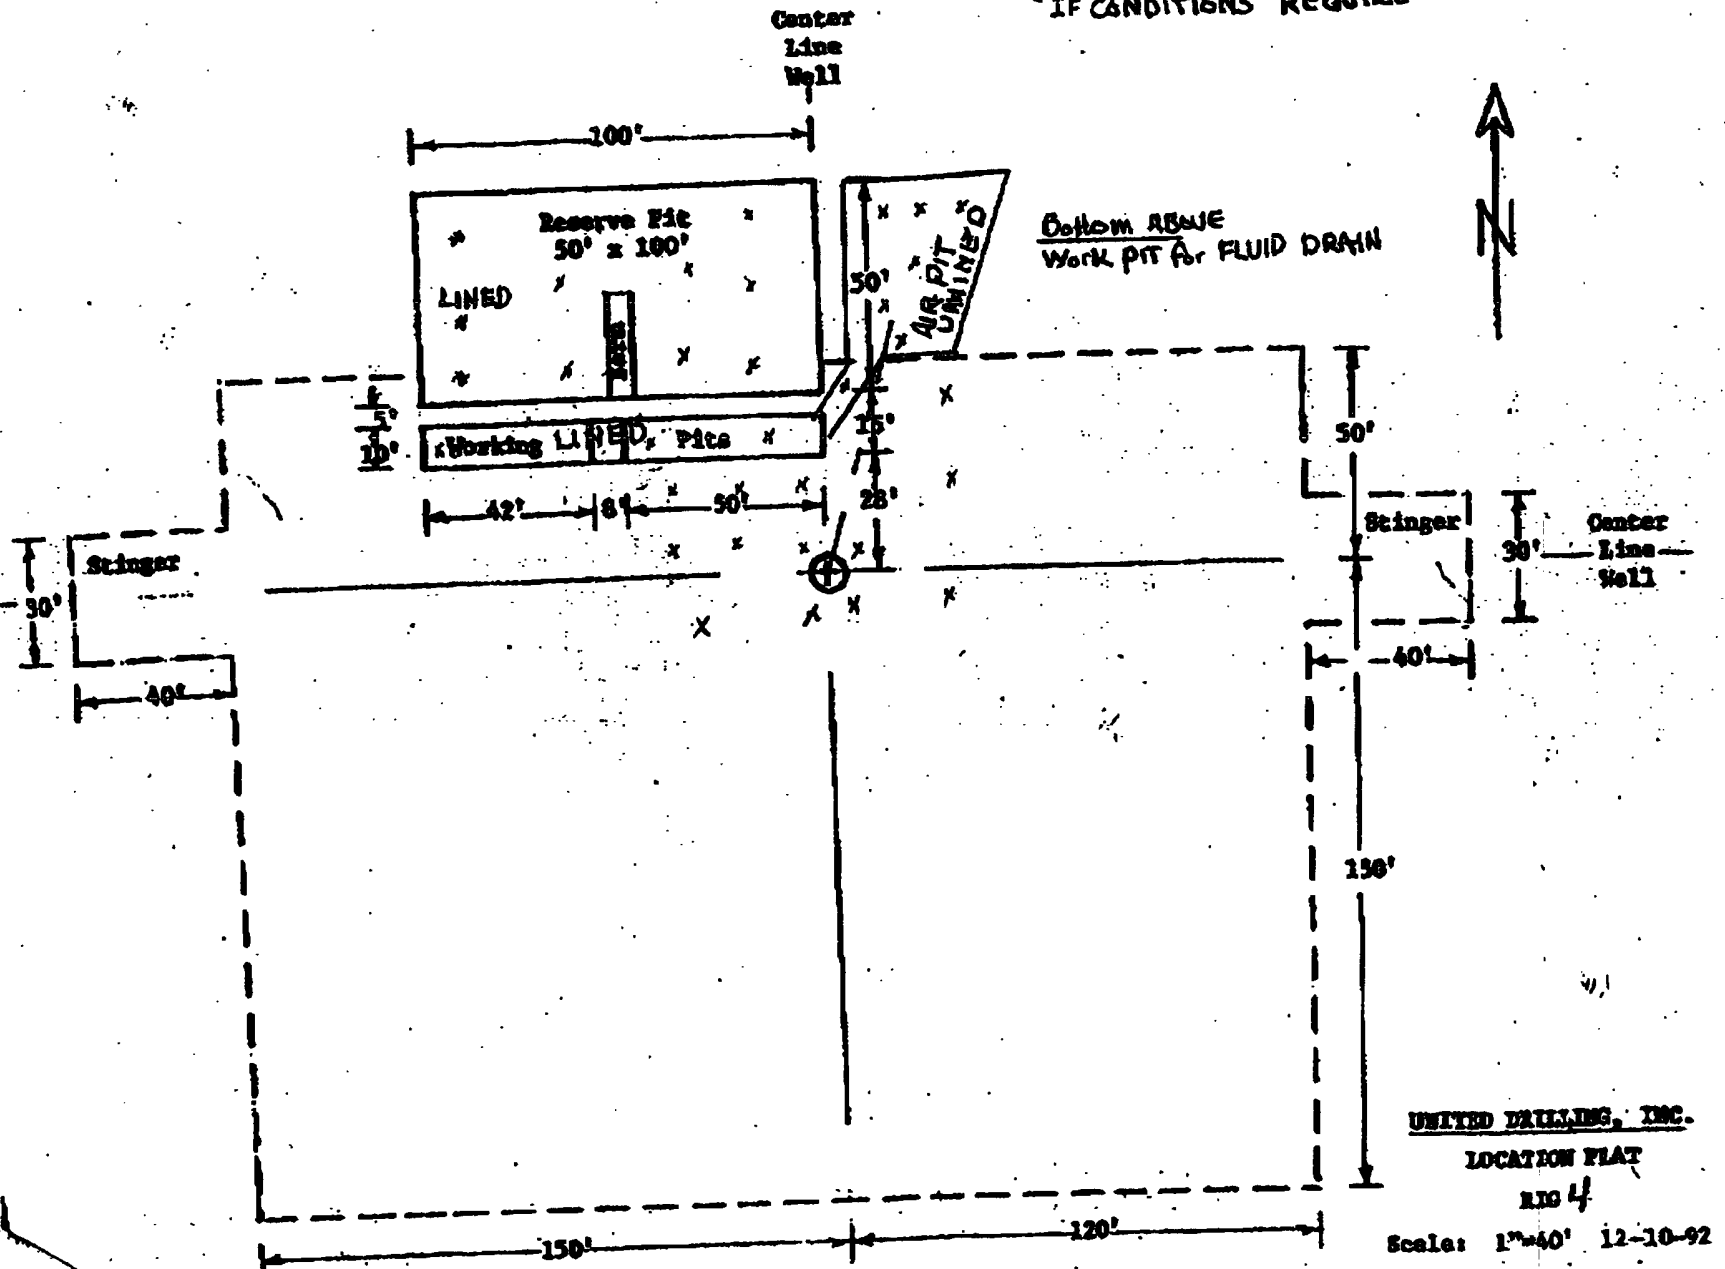 IF CONDITIONS REQUIRE
Center
Line
Well
100'
Reserve Pit
50' x 100'
LINED
50'
AIR PIT
UNLINED
Bottom ABOVE
Work PIT for FLUID DRAIN
N
5'
10'
Working LINED Pits
15'
28'
42'
8'
50'
50'
Stinger
30'
40'
Stinger
30'
40'
Center
Line
Well
150'
150'
120'
UNITED DRILLING, INC.
LOCATION PLAT
RIG 4
Scale: 1"=40' 12-10-92